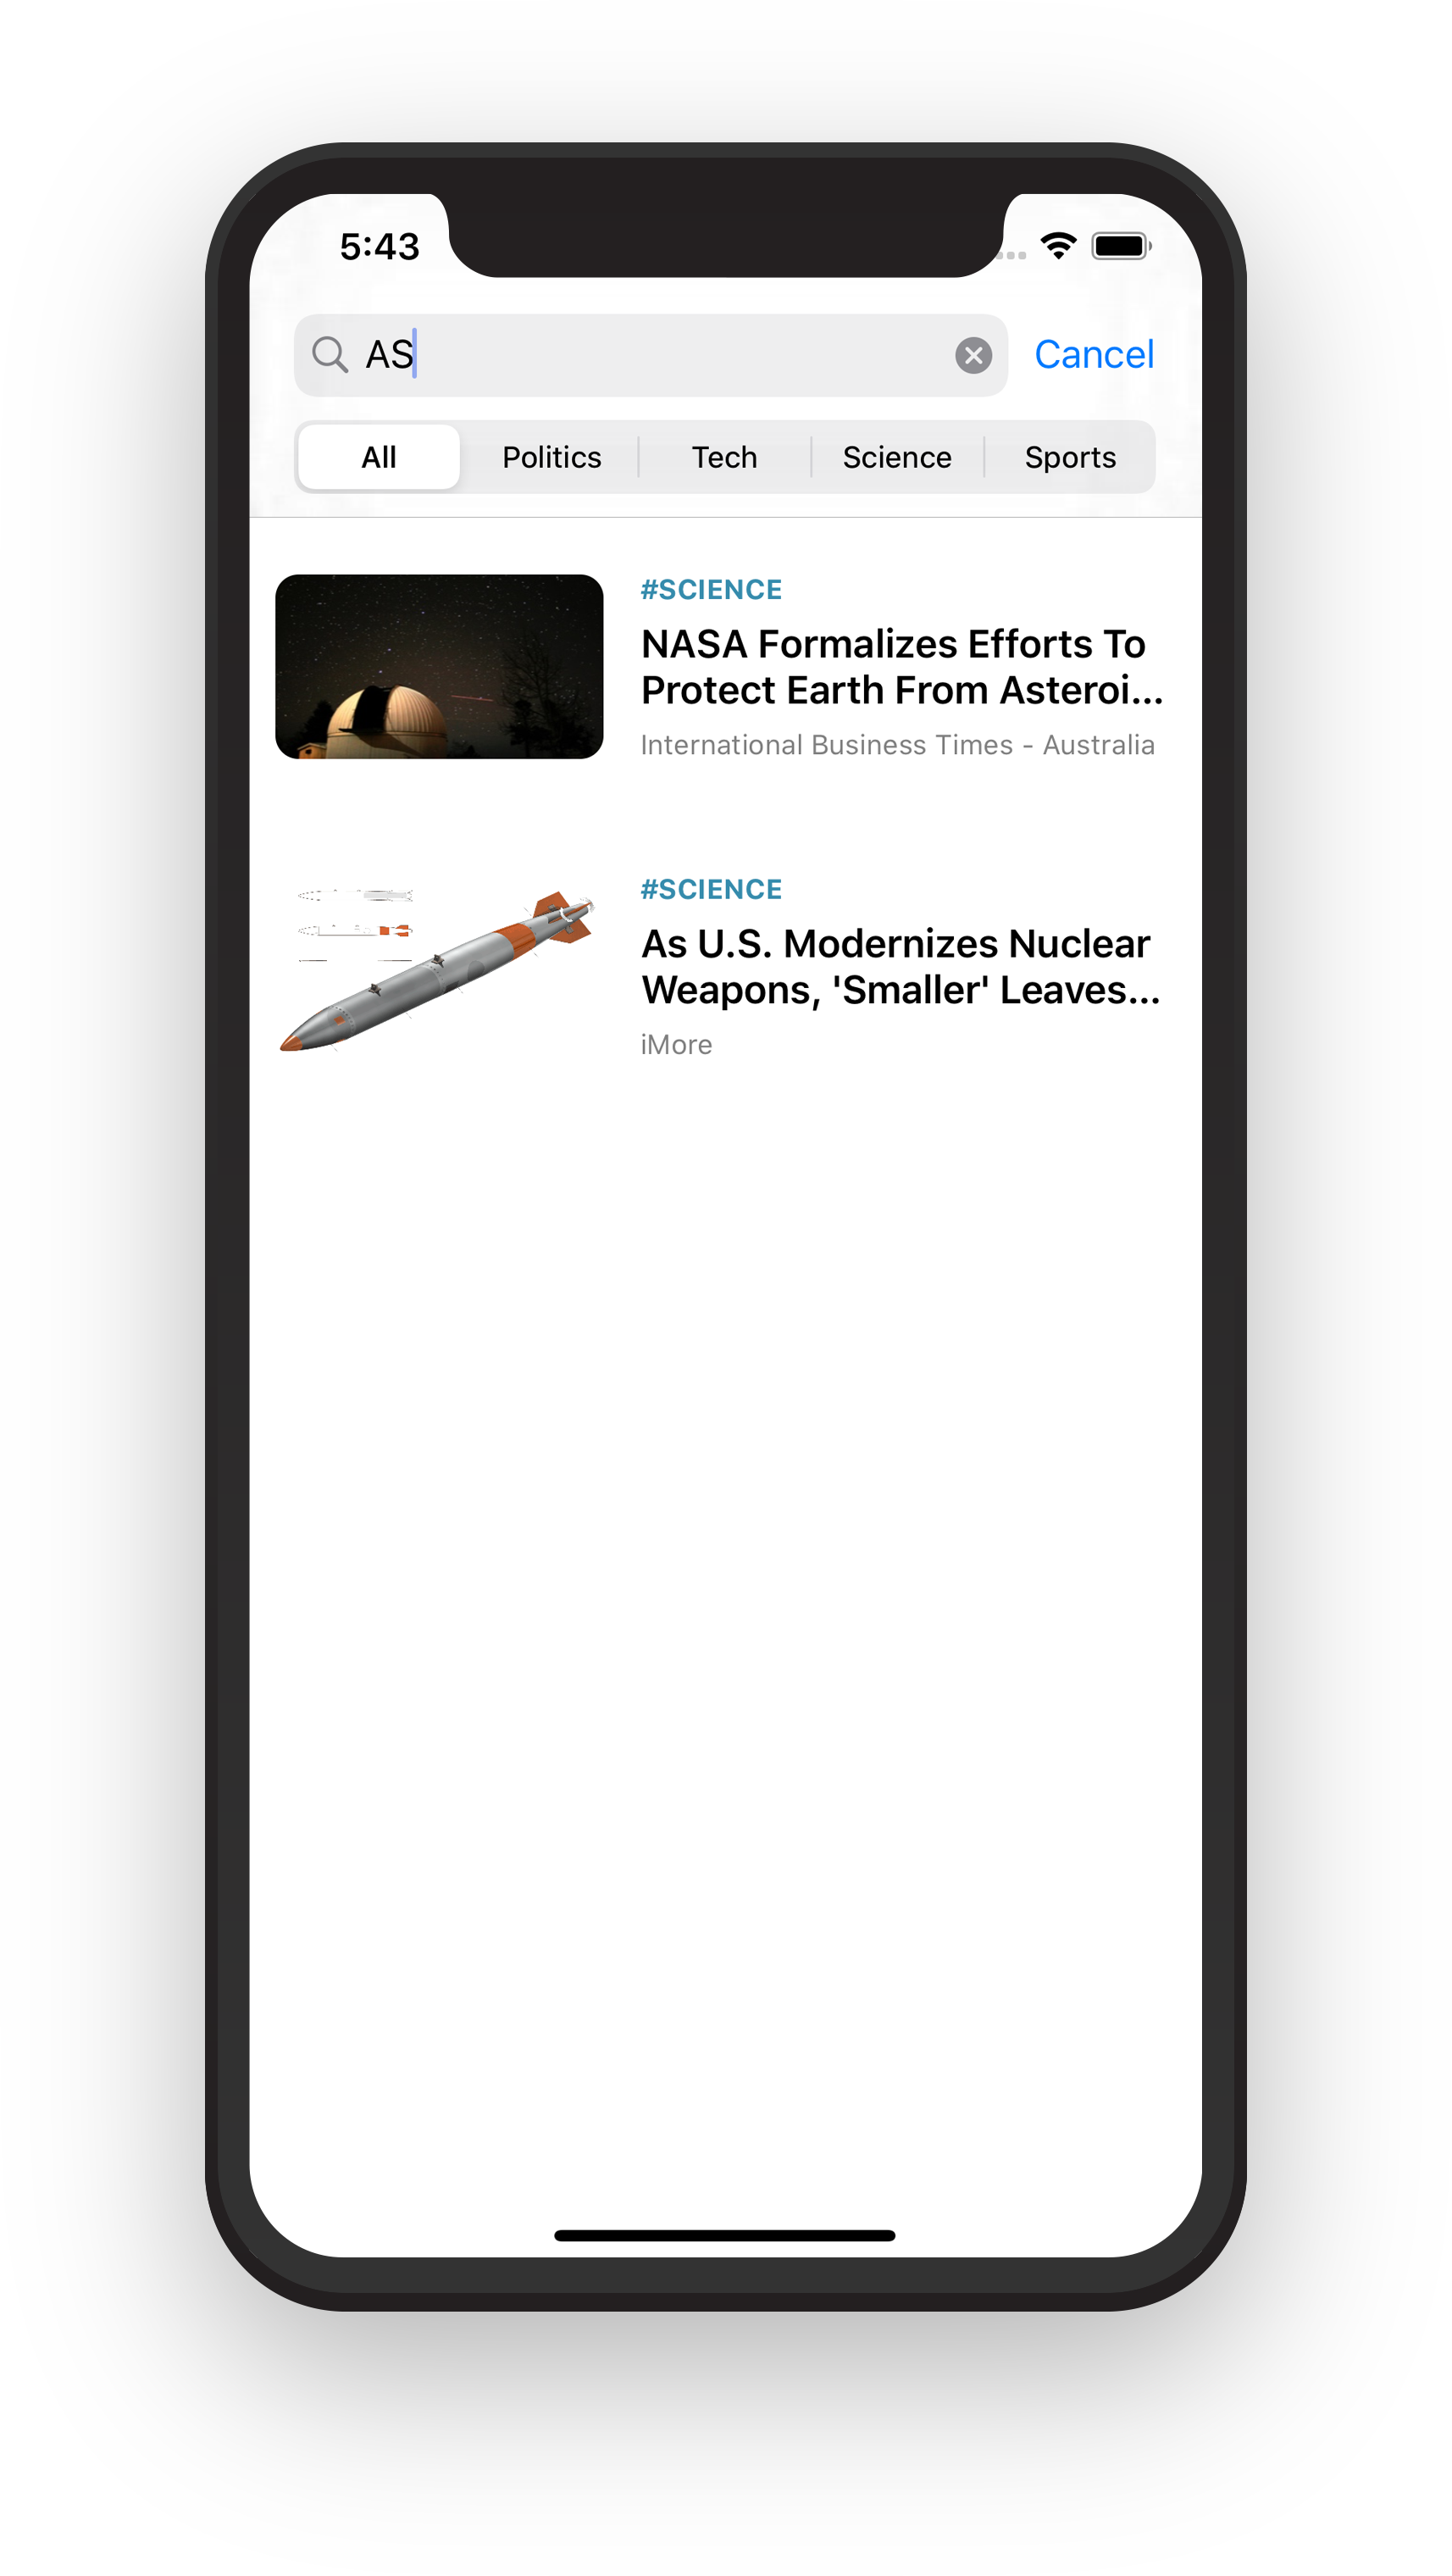 5:43
AS
Cancel
All
Politics
Tech
Science
Sports
#SCIENCE
NASA Formalizes Efforts To
Protect Earth From Asteroi...
International Business Times - Australia
#SCIENCE
As U.S. Modernizes Nuclear
Weapons, 'Smaller' Leaves...
iMore